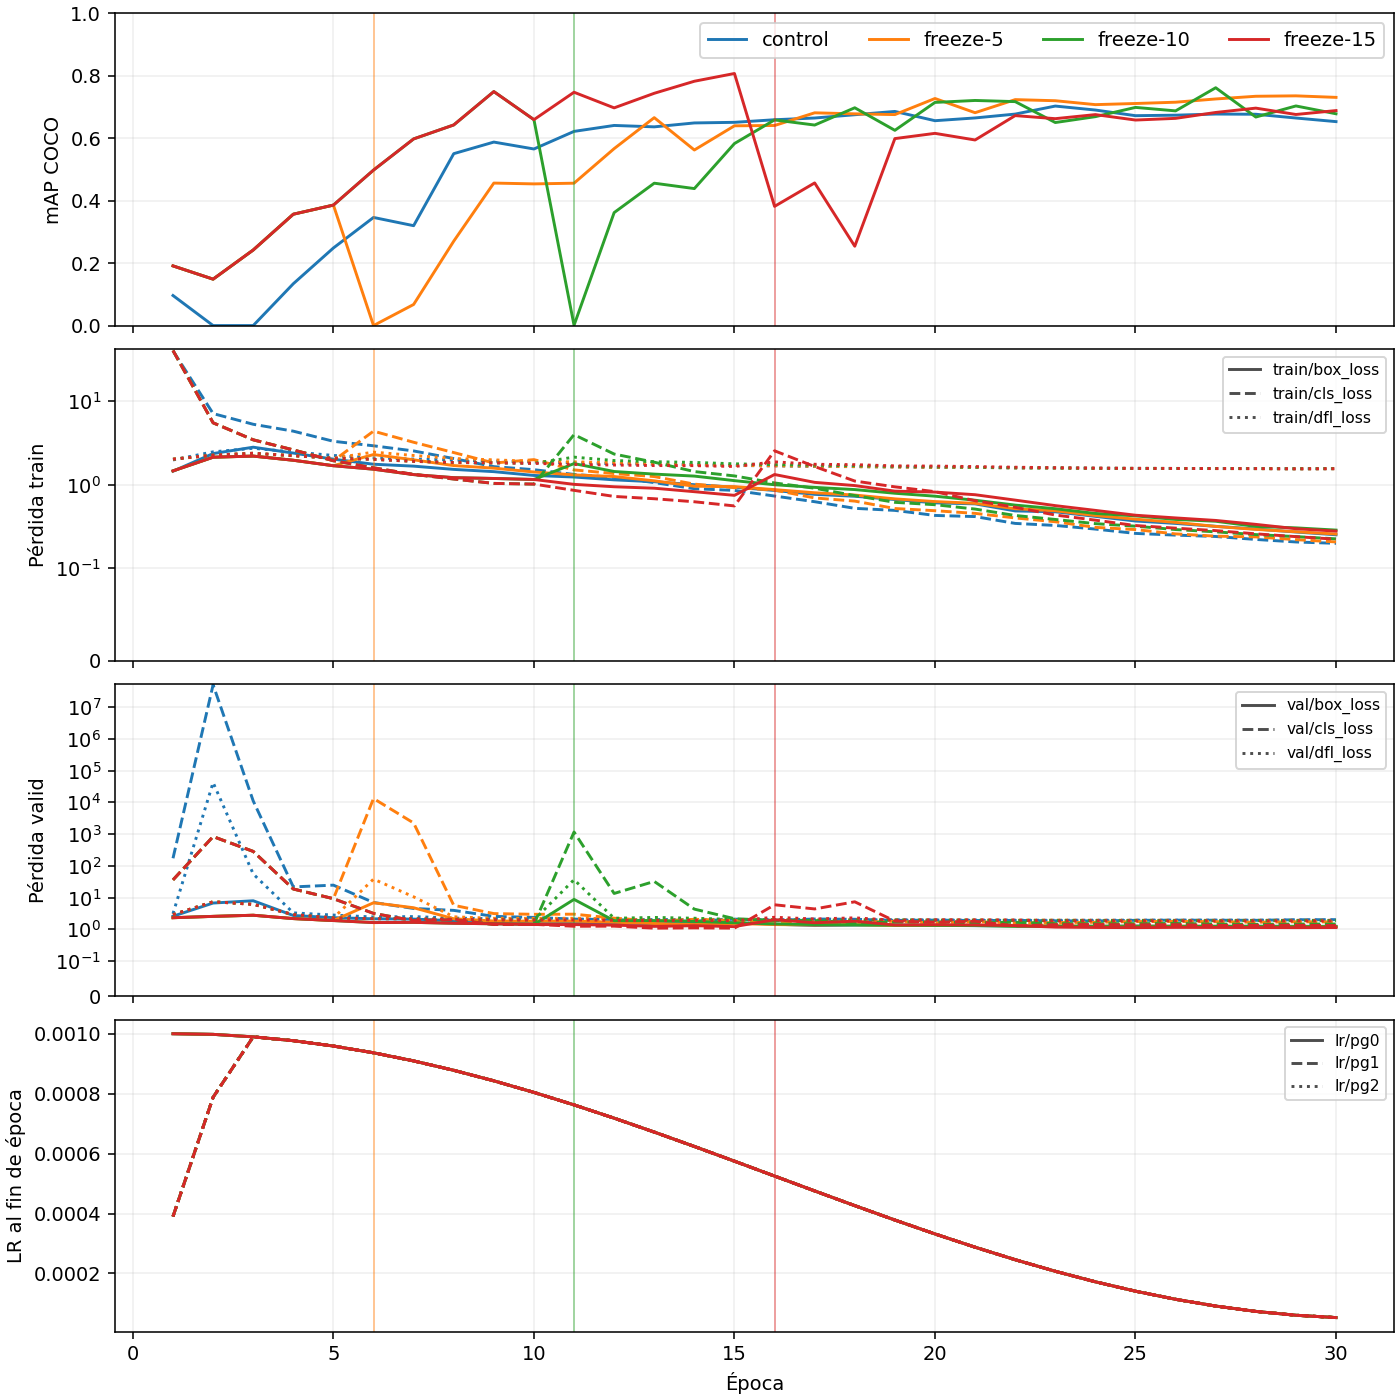 control freeze-5 freeze-10 freeze-15
1.0
0.8
0.6
0.4
0.2
0.0
mAP COCO
train/box_loss
train/cls_loss
train/dfl_loss
10¹
10⁰
10⁻¹
0
Pérdida train
val/box_loss
val/cls_loss
val/dfl_loss
10⁷
10⁶
10⁵
10⁴
10³
10²
10¹
10⁰
10⁻¹
0
Pérdida valid
lr/pg0
lr/pg1
lr/pg2
0.0010
0.0008
0.0006
0.0004
0.0002
LR al fin de época
0 5 10 15 20 25 30
Época